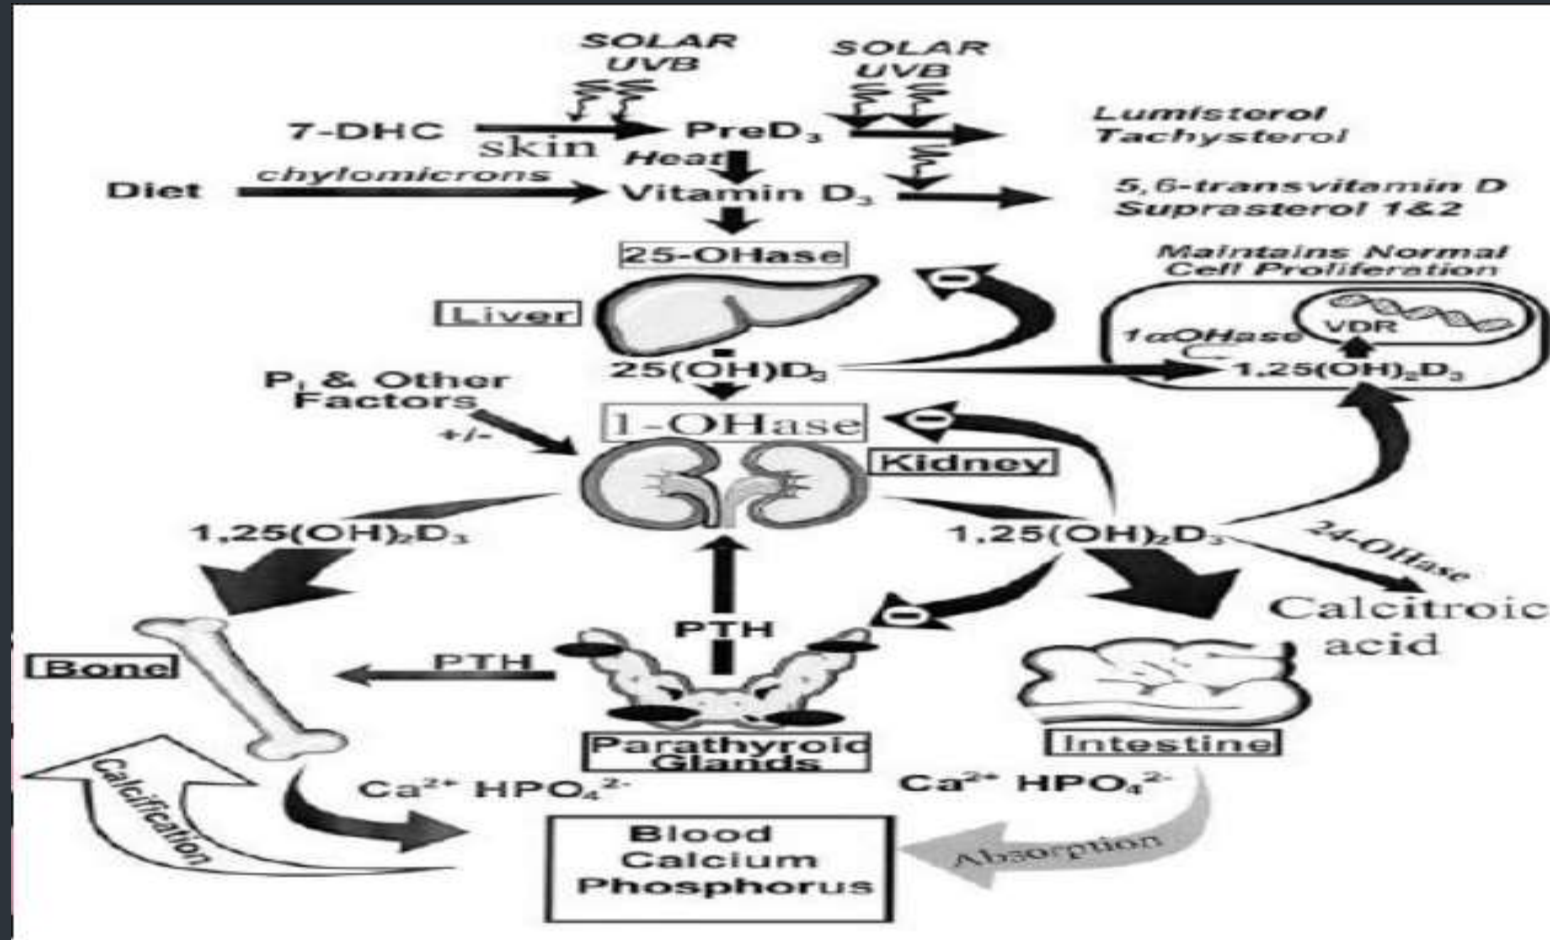 SOLAR
UVB
SOLAR
UVB
7-DHC
skin
PreD₃
Lumisterol
Tachysterol
Heat
Diet
chylomicrons
Vitamin D₃
5,6-transvitamin D
Suprasterol 1&2
25-OHase
Maintains Normal
Cell Proliferation
Liver
VDR
1αOHase
25(OH)D₃
1,25(OH)₂D₃
Pᵢ & Other
Factors
+/-
1-OHase
Kidney
1,25(OH)₂D₃
1,25(OH)₂D₃
24-OHase
Calcitroic
acid
PTH
PTH
Bone
Parathyroid
Glands
Intestine
Calcification
Ca²⁺ HPO₄²⁻
Ca²⁺ HPO₄²⁻
Blood
Calcium
Phosphorus
Absorption